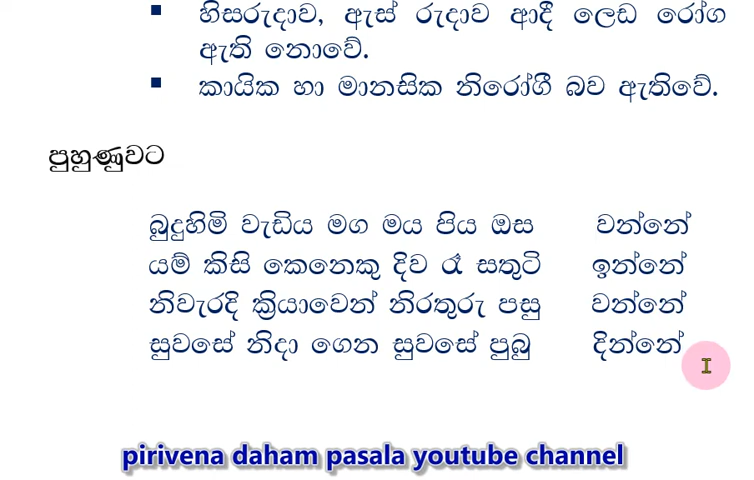 ▪ හිසරුදාව, ඇස් රුදාව ආදී ලෙඩ රෝග
ඇති නොවේ.
▪ කායික හා මානසික නිරෝගී බව ඇතිවේ.
පුහුණුවට
බුදුහිමි වැඩිය මග මය පිය ඔස වන්නේ
යම් කිසි කෙනෙකු දිව රෑ සතුටි ඉන්නේ
නිවැරදි ක්‍රියාවෙන් නිරතුරු පසු වන්නේ
සුවසේ නිදා ගෙන සුවසේ පුබු දින්නේ
pirivena daham pasala youtube channel